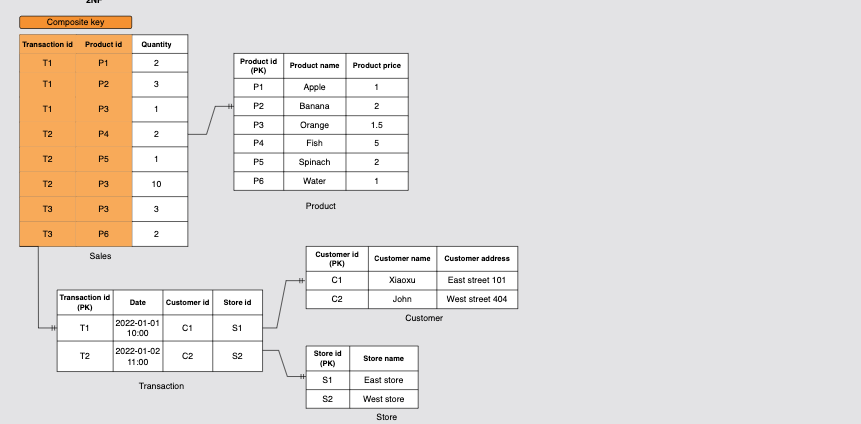 2NF
Composite key
Transaction id Product id Quantity
T1 P1 2
T1 P2 3
T1 P3 1
T2 P4 2
T2 P5 1
T2 P3 10
T3 P3 3
T3 P6 2
Sales
Product id
(PK) Product name Product price
P1 Apple 1
P2 Banana 2
P3 Orange 1.5
P4 Fish 5
P5 Spinach 2
P6 Water 1
Product
Customer id
(PK) Customer name Customer address
C1 Xiaoxu East street 101
C2 John West street 404
Customer
Transaction id
(PK) Date Customer id Store id
T1 2022-01-01
10:00 C1 S1
T2 2022-01-02
11:00 C2 S2
Transaction
Store id
(PK) Store name
S1 East store
S2 West store
Store